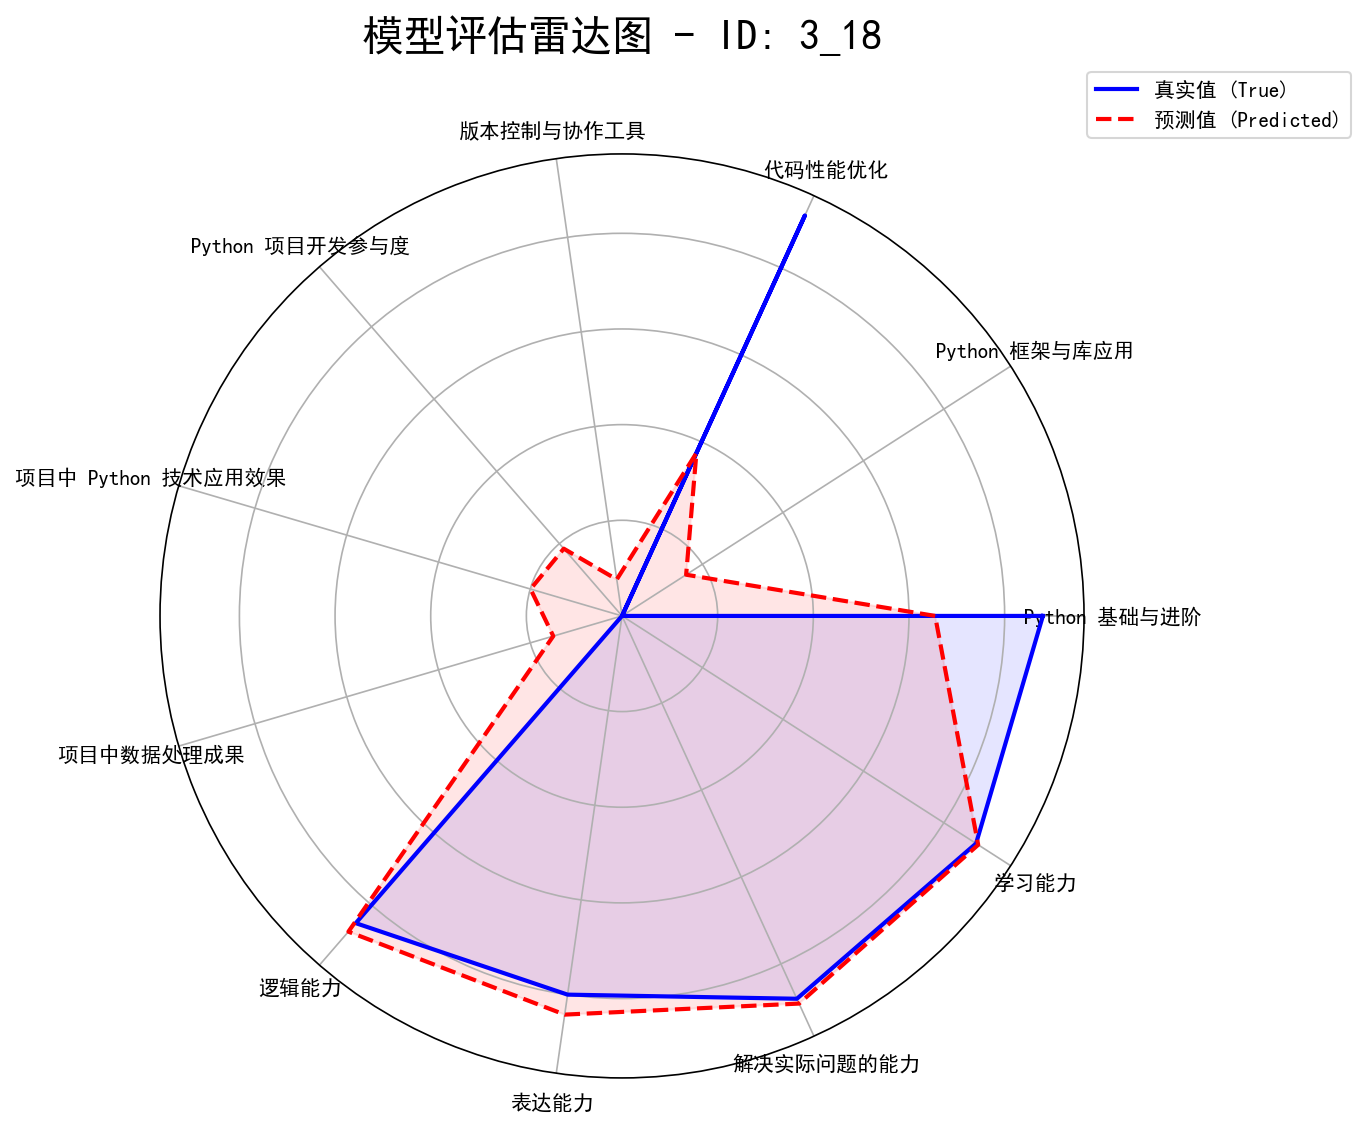 模型评估雷达图 - ID: 3_18
真实值 (True)
预测值 (Predicted)
版本控制与协作工具
代码性能优化
Python 项目开发参与度
Python 框架与库应用
项目中 Python 技术应用效果
Python 基础与进阶
项目中数据处理成果
学习能力
逻辑能力
解决实际问题的能力
表达能力